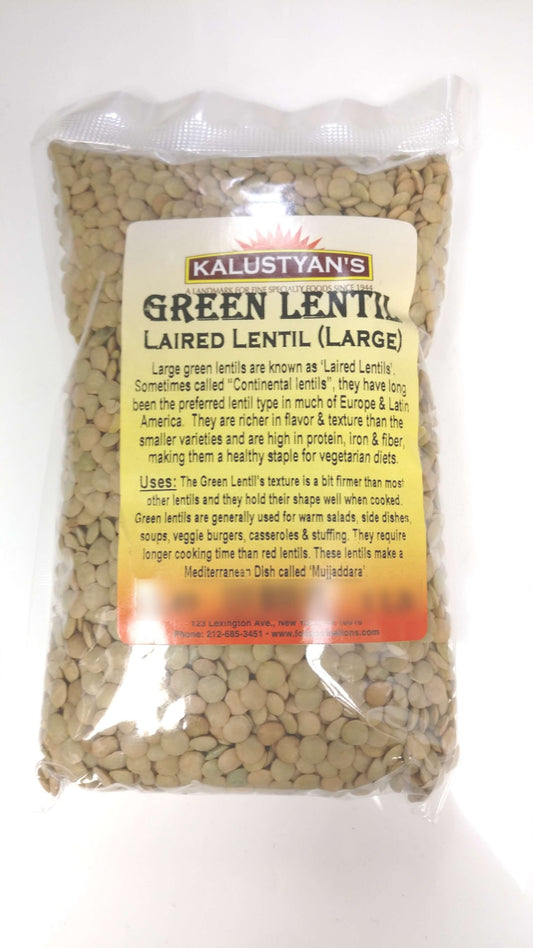 KALUSTYAN'S
A LANDMARK FOR FINE SPECIALTY FOODS SINCE 1944
GREEN LENTIL
LAIRED LENTIL (LARGE)
Large green lentils are known as 'Laired Lentils'.
Sometimes called "Continental lentils", they have long
been the preferred lentil type in much of Europe & Latin
America. They are richer in flavor & texture than the
smaller varieties and are high in protein, iron & fiber,
making them a healthy staple for vegetarian diets.
Uses: The Green Lentil's texture is a bit firmer than most
other lentils and they hold their shape well when cooked.
Green lentils are generally used for warm salads, side dishes,
soups, veggie burgers, casseroles & stuffing. They require
longer cooking time than red lentils. These lentils make a
Mediterranean Dish called 'Mujjaddara'
123 Lexington Ave., New
Phone: 212-685-3451 •